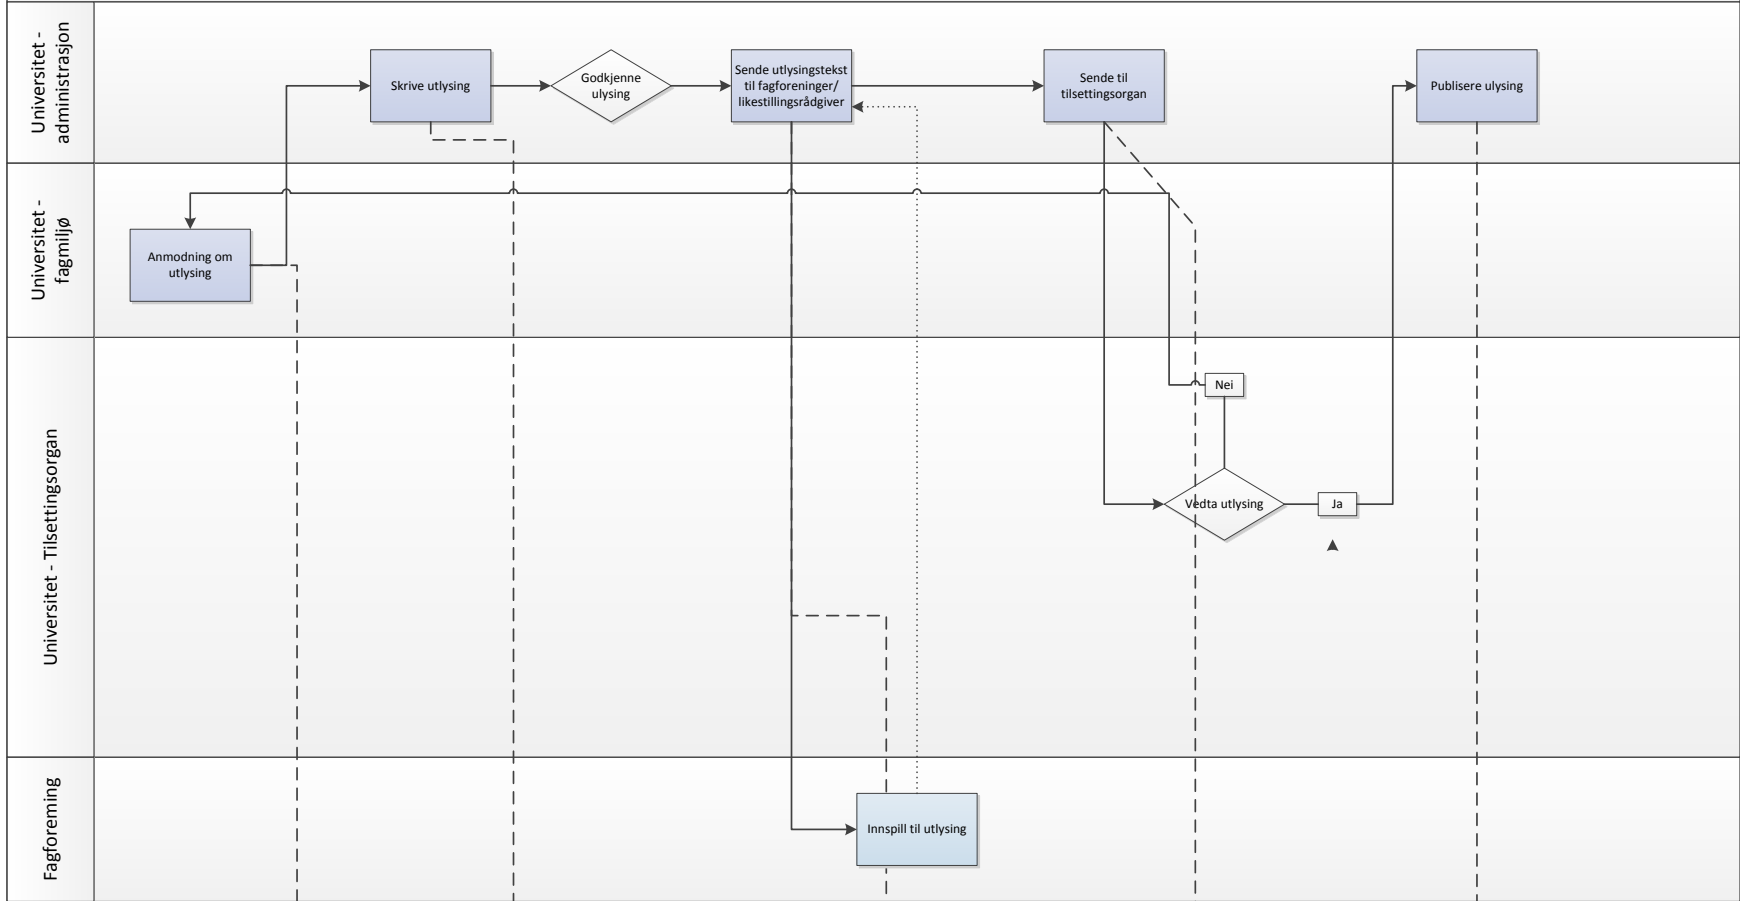 Universitet -
administrasjon
Skrive utlysing
Godkjenne
ulysing
Sende utlysingstekst
til fagforeninger/
likestillingsrådgiver
Sende til
tilsettingsorgan
Publisere ulysing
Universitet -
fagmiljø
Anmodning om
utlysing
Universitet - Tilsettingsorgan
Nei
Vedta utlysing
Ja
Fagforeming
Innspill til utlysing